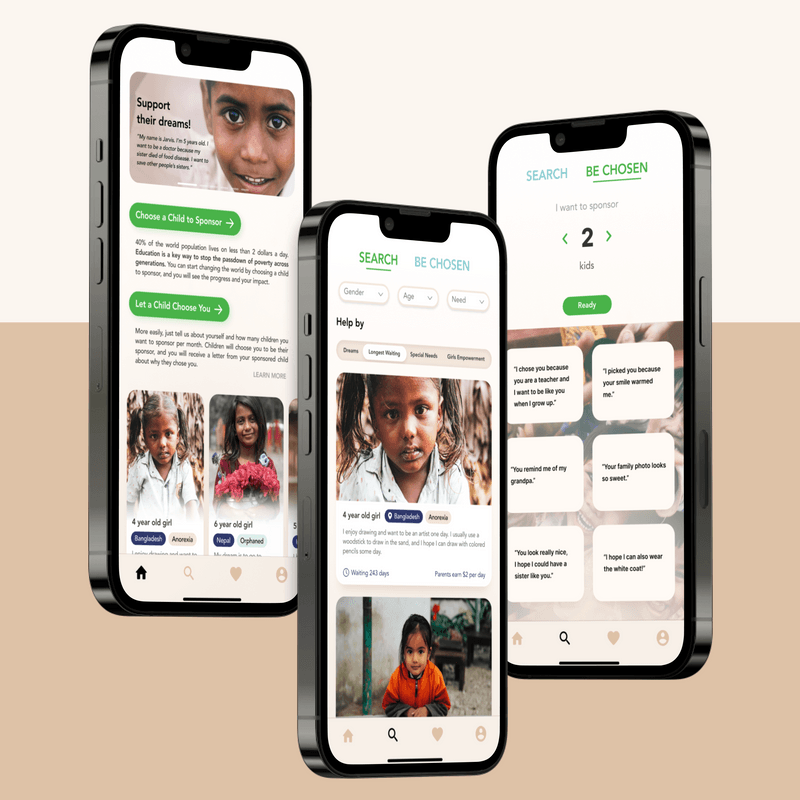 Support
their dreams!
"My name is Jarvis. I'm 5 years old. I
want to be a doctor because my
sister died of food disease. I want to
save other people's sisters."
Choose a Child to Sponsor →
40% of the world population lives on less than 2 dollars a day.
Education is a key way to stop the passdown of poverty across
generations. You can start changing the world by choosing a child
to sponsor, and you will see the progress and your impact.
Let a Child Choose You →
More easily, just tell us about yourself and how many children you
want to sponsor per month. Children will choose you to be their
sponsor, and you will receive a letter from your sponsored child
about why they chose you.
LEARN MORE
4 year old girl
Bangladesh Anorexia
I enjoy drawing and want to
6 year old girl
Nepal Orphaned
My dream is to go to
5
SEARCH BE CHOSEN
Gender Age Need
Help by
Dreams Longest Waiting Special Needs Girls Empowerment
4 year old girl Bangladesh Anorexia
I enjoy drawing and want to be an artist one day. I usually use a
woodstick to draw in the sand, and I hope I can draw with colored
pencils some day.
Waiting 243 days Parents earn $2 per day
SEARCH BE CHOSEN
I want to sponsor
< 2 >
kids
Ready
"I chose you because
you are a teacher and
I want to be like you
when I grow up."
"I picked you because
your smile warmed
me."
"You remind me of my
grandpa."
"Your family photo looks
so sweet."
"You look really nice,
I hope I could have a
sister like you."
"I hope I can also wear
the white coat!"